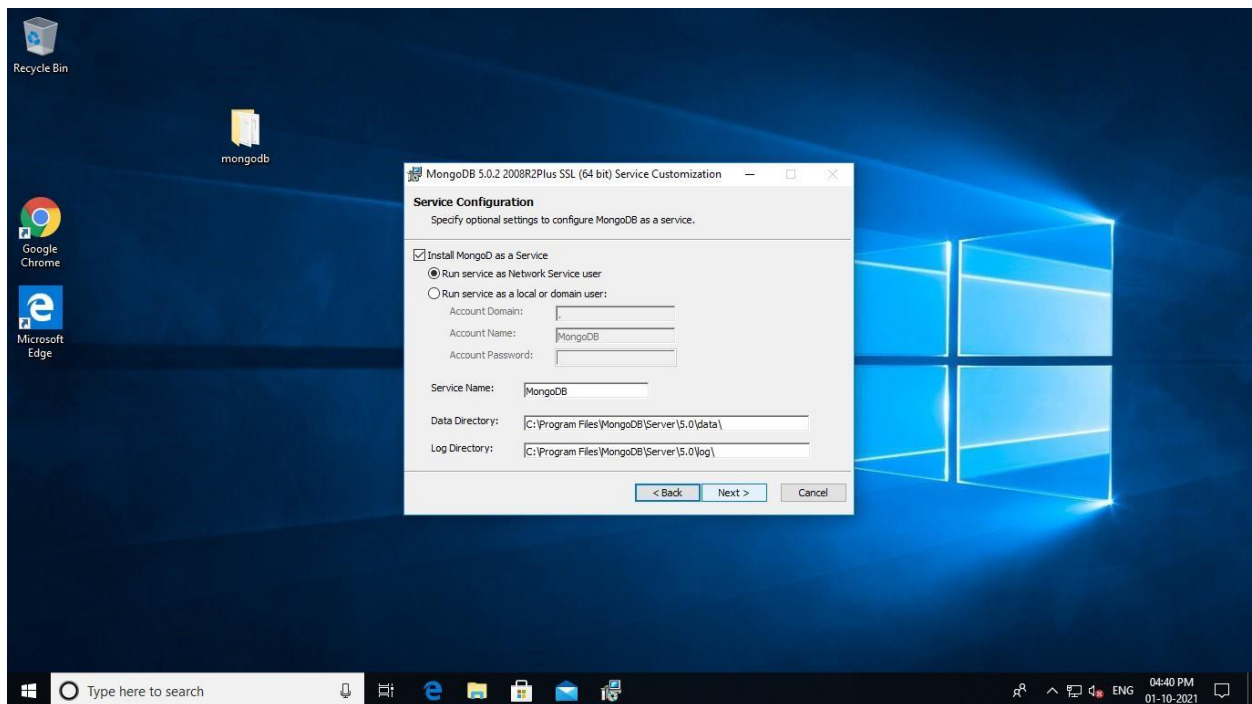 Recycle Bin
mongodb
Google
Chrome
Microsoft
Edge
MongoDB 5.0.2 2008R2Plus SSL (64 bit) Service Customization
Service Configuration
Specify optional settings to configure MongoDB as a service.
Install MongoD as a Service
Run service as Network Service user
Run service as a local or domain user:
Account Domain: .
Account Name: MongoDB
Account Password:
Service Name: MongoDB
Data Directory: C:\Program Files\MongoDB\Server\5.0\data\
Log Directory: C:\Program Files\MongoDB\Server\5.0\log\
< Back Next > Cancel
Type here to search
ENG
04:40 PM
01-10-2021